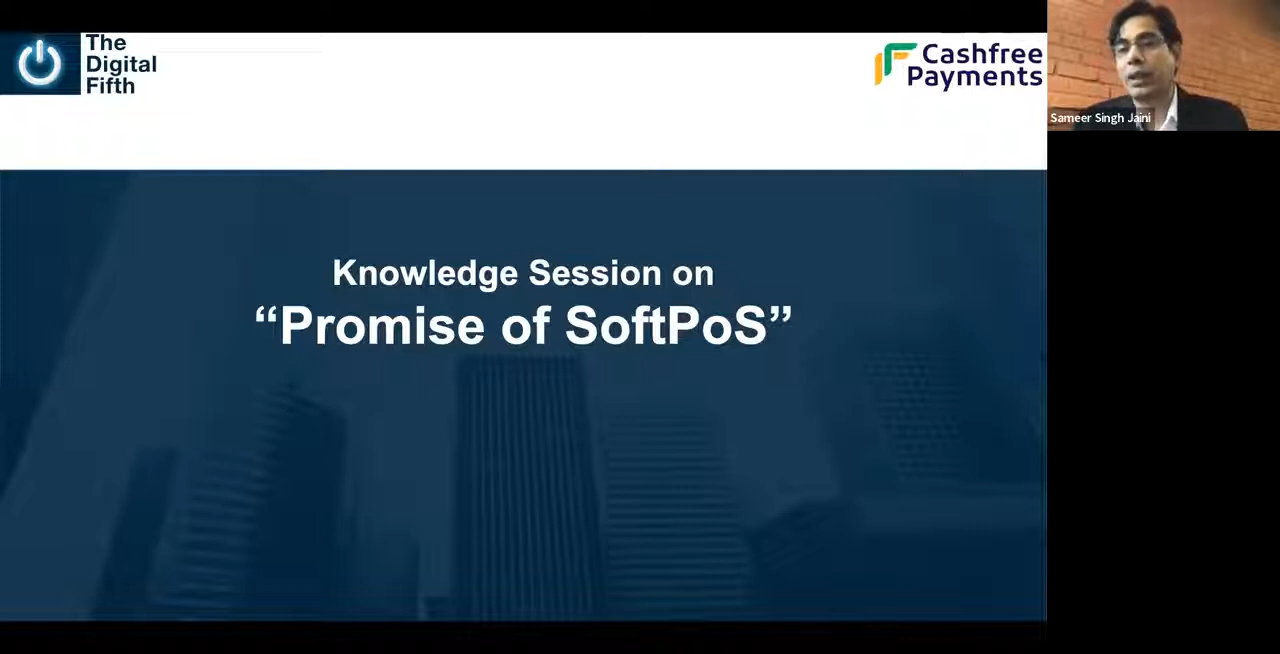 The
Digital
Fifth
Cashfree
Payments
Sameer Singh Jaini
Knowledge Session on
“Promise of SoftPoS”